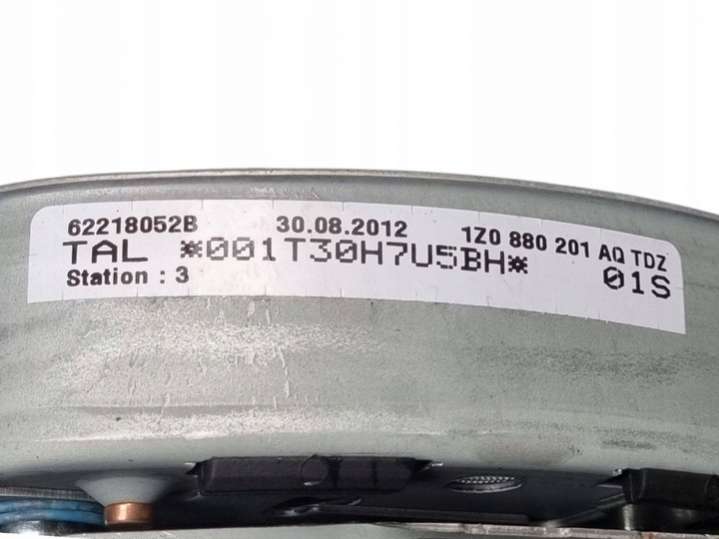 62218052B 30.08.2012 1Z0 880 201 AQ TDZ
TAL *001T30H7U5BH* 01S
Station : 3